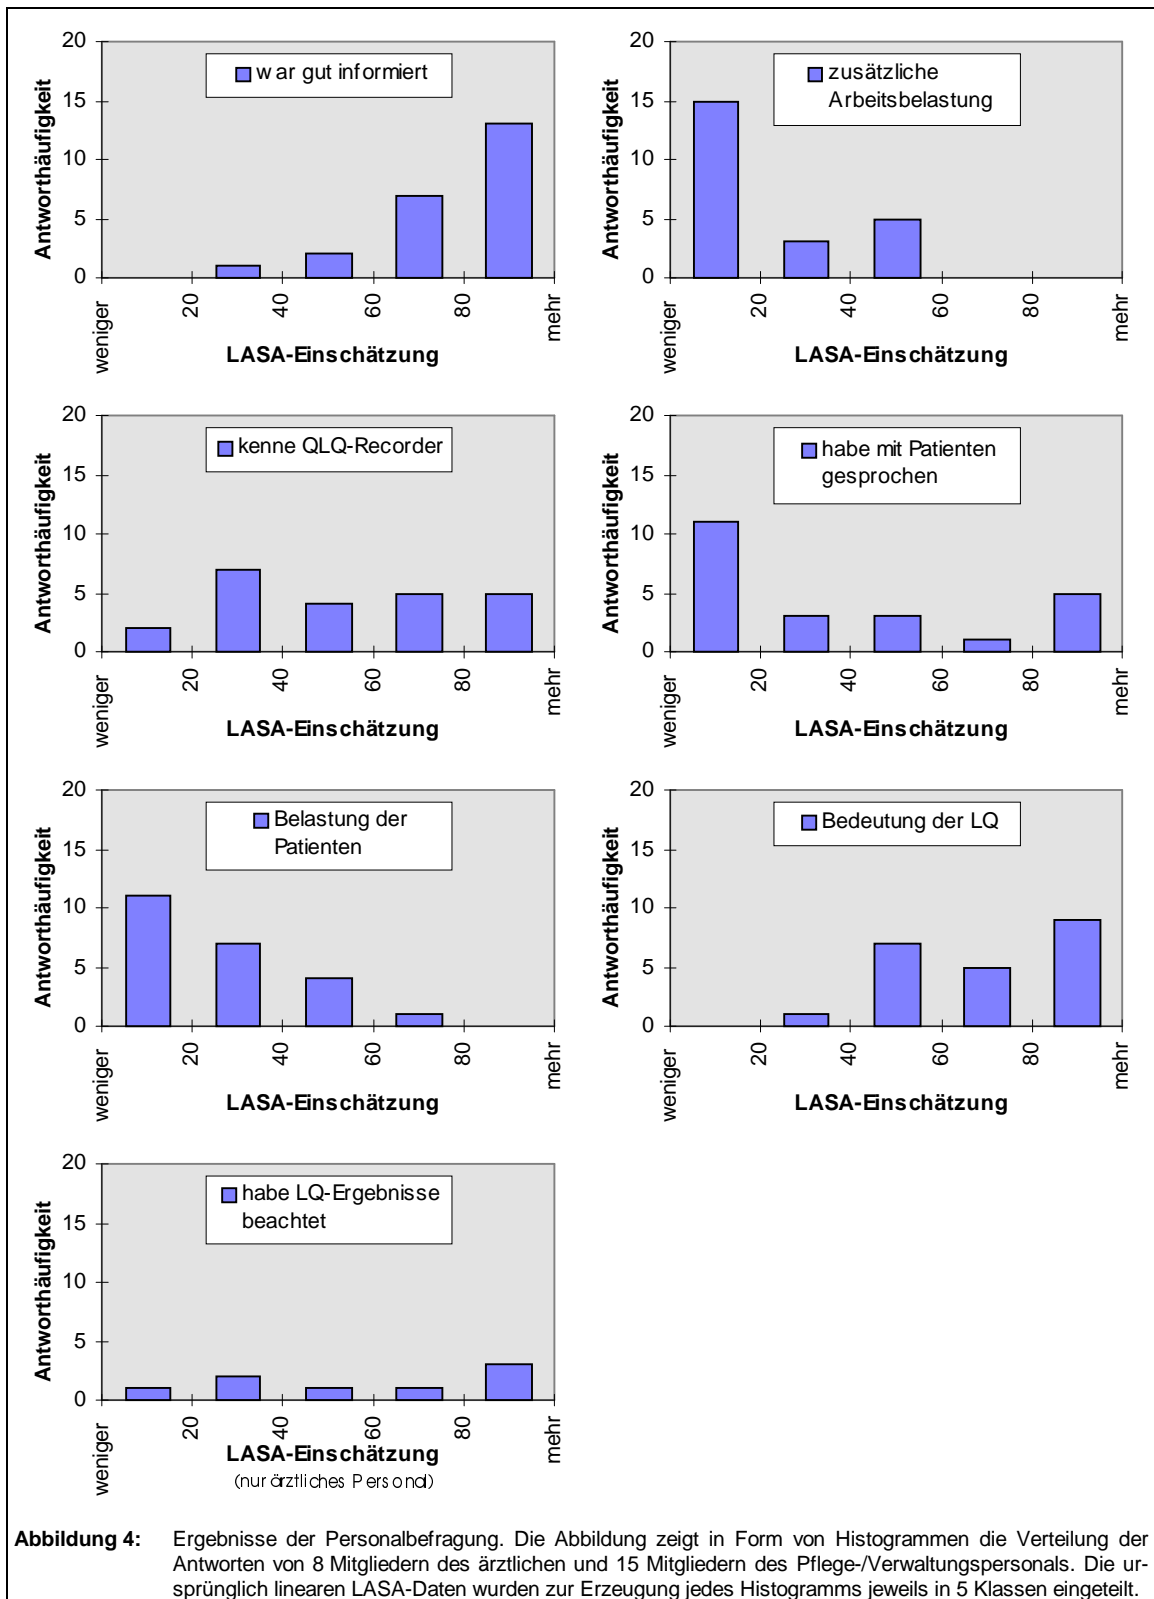 20
15
10
5
0
Antworthäufigkeit
war gut informiert
weniger
20
40
60
80
mehr
LASA-Einschätzung
20
15
10
5
0
Antworthäufigkeit
zusätzliche
Arbeitsbelastung
weniger
20
40
60
80
mehr
LASA-Einschätzung
20
15
10
5
0
Antworthäufigkeit
kenne QLQ-Recorder
weniger
20
40
60
80
mehr
LASA-Einschätzung
20
15
10
5
0
Antworthäufigkeit
habe mit Patienten
gesprochen
weniger
20
40
60
80
mehr
LASA-Einschätzung
20
15
10
5
0
Antworthäufigkeit
Belastung der
Patienten
weniger
20
40
60
80
mehr
LASA-Einschätzung
20
15
10
5
0
Antworthäufigkeit
Bedeutung der LQ
weniger
20
40
60
80
mehr
LASA-Einschätzung
20
15
10
5
0
Antworthäufigkeit
habe LQ-Ergebnisse
beachtet
weniger
20
40
60
80
mehr
LASA-Einschätzung
(nur ärztliches Personal)
Abbildung 4: Ergebnisse der Personalbefragung. Die Abbildung zeigt in Form von Histogrammen die Verteilung der
Antworten von 8 Mitgliedern des ärztlichen und 15 Mitgliedern des Pflege-/Verwaltungspersonals. Die ur-
sprünglich linearen LASA-Daten wurden zur Erzeugung jedes Histogramms jeweils in 5 Klassen eingeteilt.